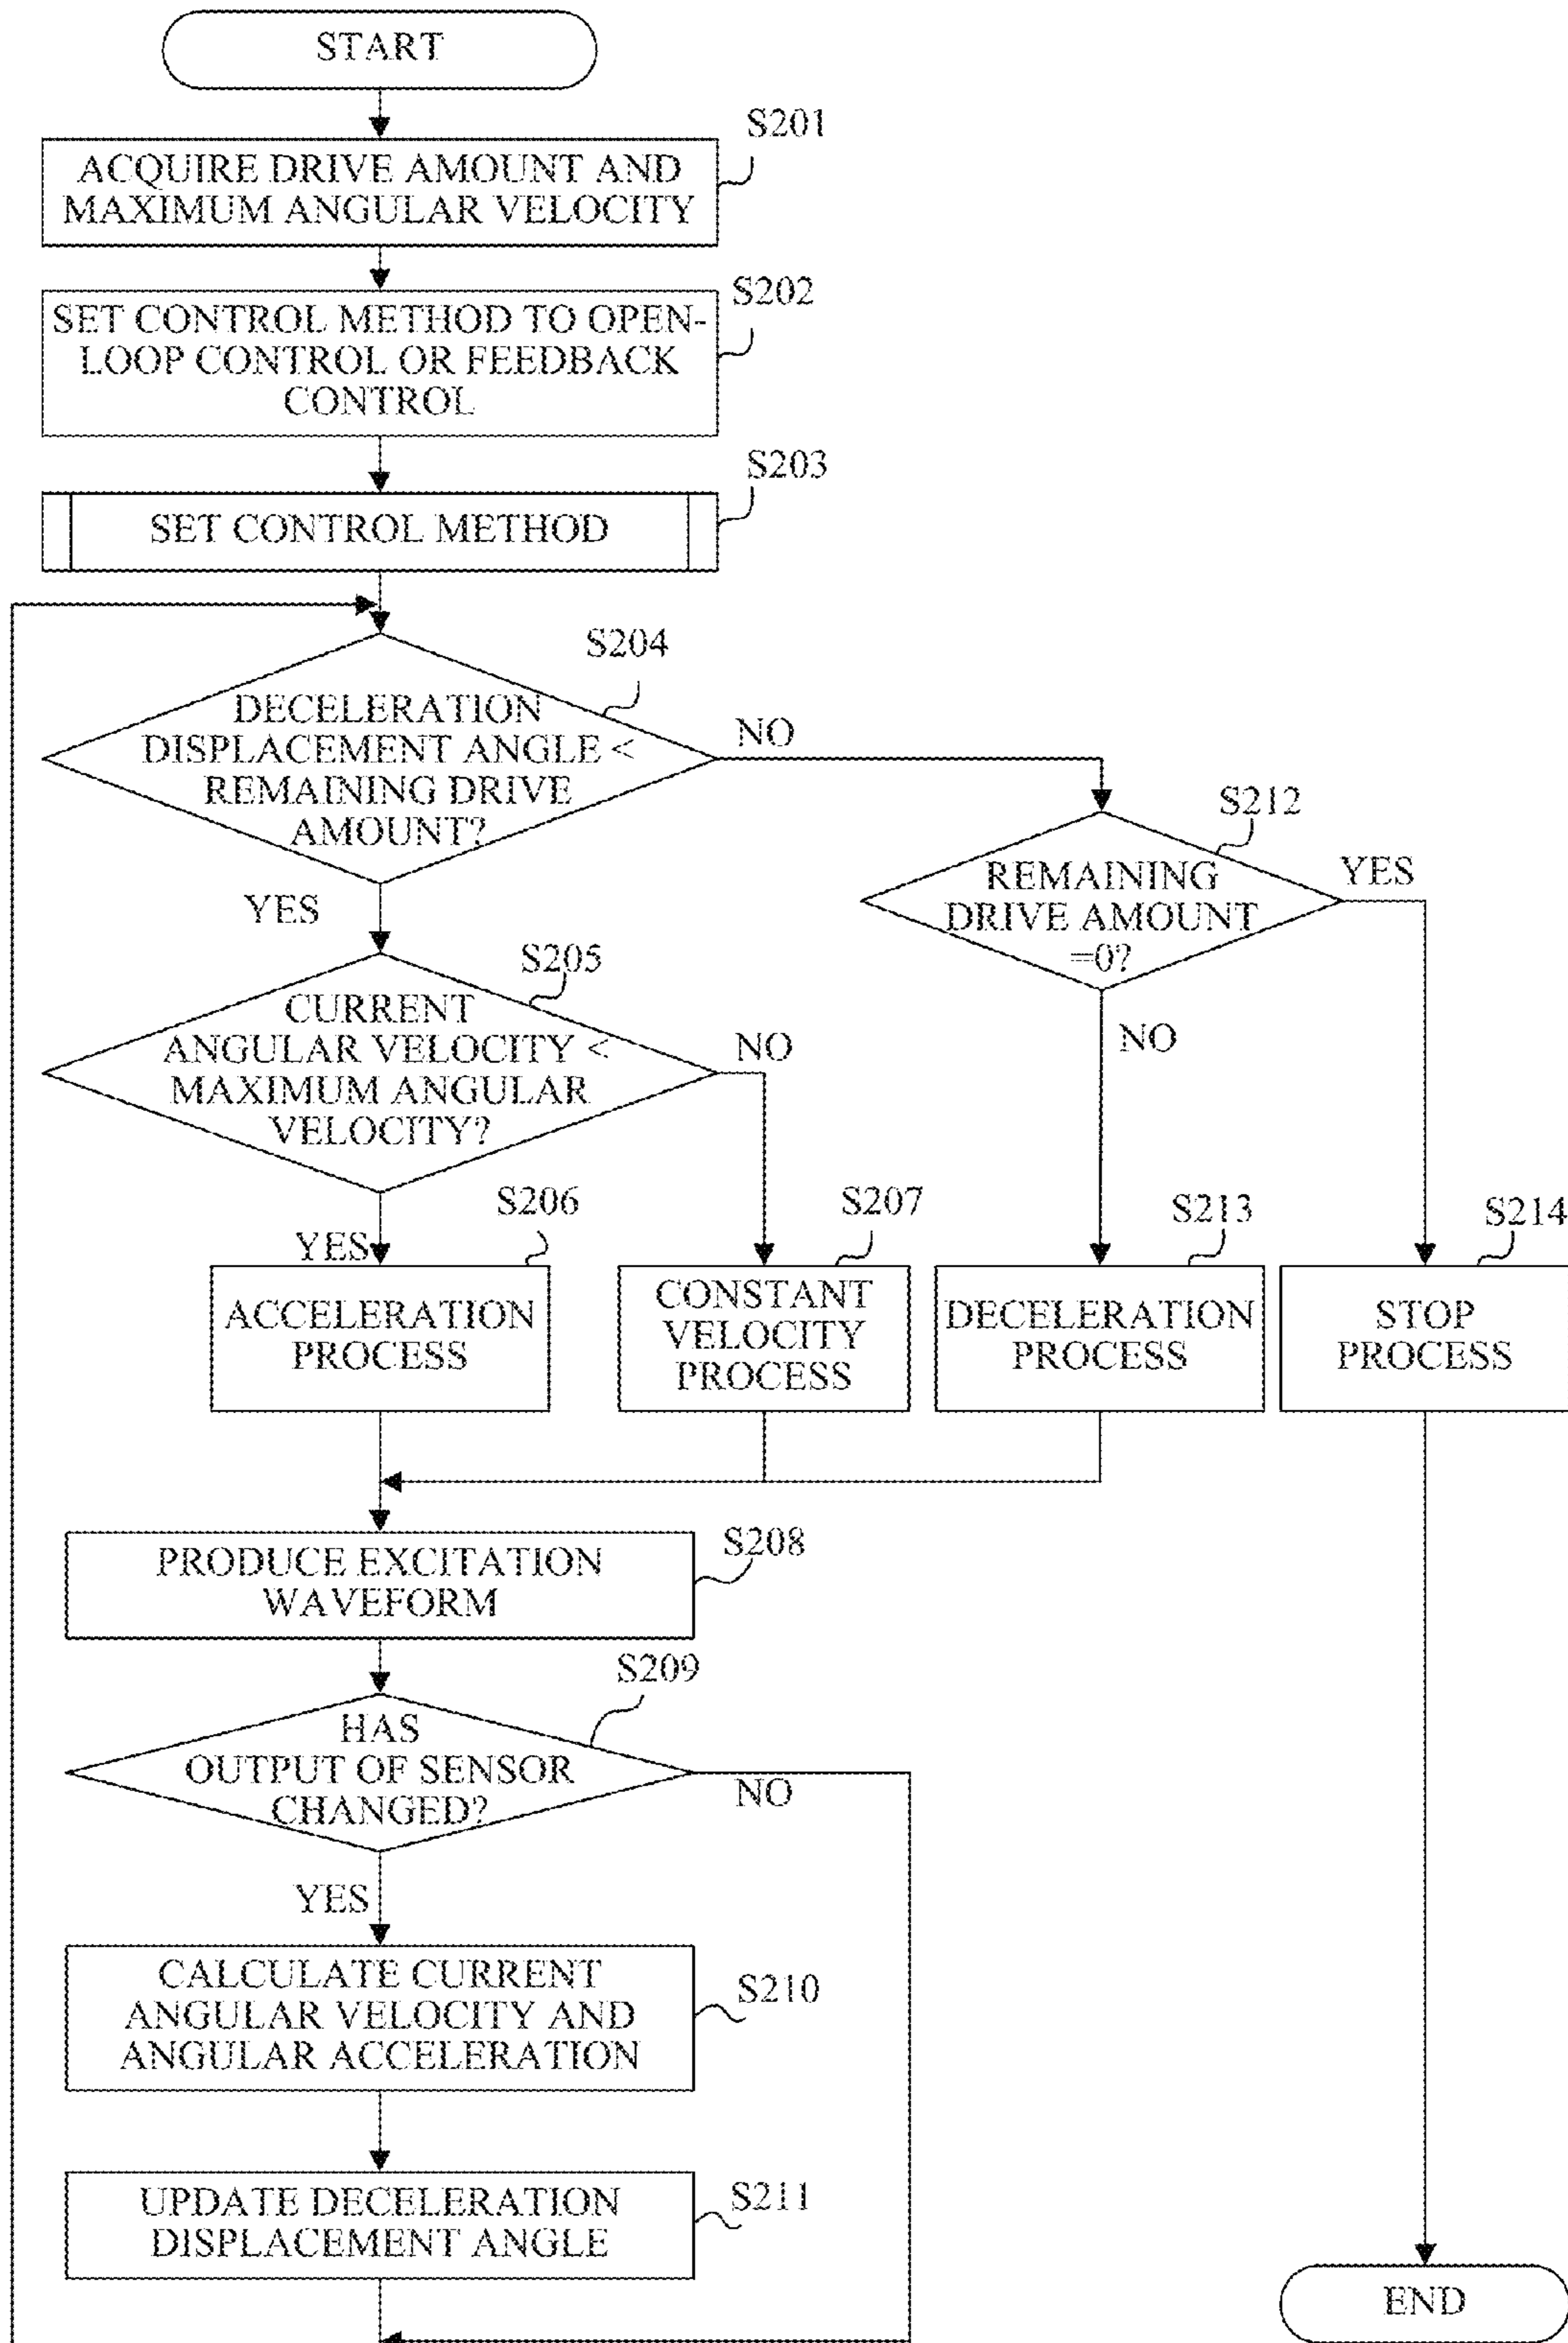 START
S201
ACQUIRE DRIVE AMOUNT AND
MAXIMUM ANGULAR VELOCITY
S202
SET CONTROL METHOD TO OPEN-
LOOP CONTROL OR FEEDBACK
CONTROL
S203
SET CONTROL METHOD
S204
DECELERATION
DISPLACEMENT ANGLE <
REMAINING DRIVE
AMOUNT?
NO
YES
S212
REMAINING
DRIVE AMOUNT
=0?
YES
NO
S205
CURRENT
ANGULAR VELOCITY <
MAXIMUM ANGULAR
VELOCITY?
NO
YES
S206
ACCELERATION
PROCESS
S207
CONSTANT
VELOCITY
PROCESS
S213
DECELERATION
PROCESS
S214
STOP
PROCESS
S208
PRODUCE EXCITATION
WAVEFORM
S209
HAS
OUTPUT OF SENSOR
CHANGED?
NO
YES
S210
CALCULATE CURRENT
ANGULAR VELOCITY AND
ANGULAR ACCELERATION
S211
UPDATE DECELERATION
DISPLACEMENT ANGLE
END